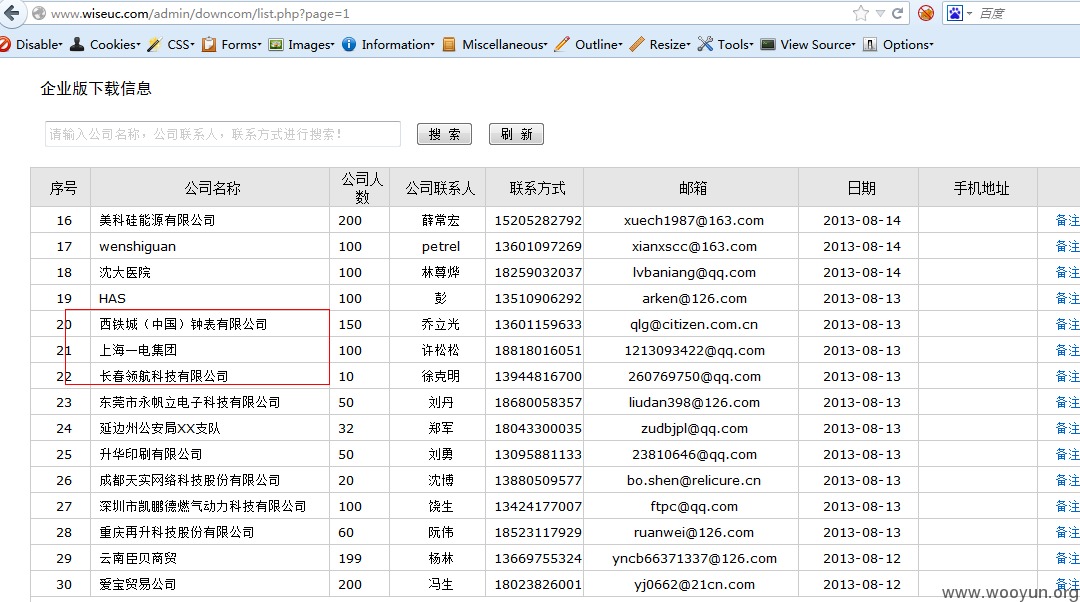 www.wiseuc.com/admin/downcom/list.php?page=1 百度
Disable Cookies CSS Forms Images Information Miscellaneous Outline Resize Tools View Source Options
企业版下载信息
请输入公司名称，公司联系人，联系方式进行搜索! 搜 索 刷 新
序号 公司名称 公司人数 公司联系人 联系方式 邮箱 日期 手机地址
16 美科硅能源有限公司 200 薛常宏 15205282792 xuech1987@163.com 2013-08-14 备注
17 wenshiguan 100 petrel 13601097269 xianxscc@163.com 2013-08-14 备注
18 沈大医院 100 林尊烨 18259032037 lvbaniang@qq.com 2013-08-14 备注
19 HAS 100 彭 13510906292 arken@126.com 2013-08-14 备注
20 西铁城（中国）钟表有限公司 150 乔立光 13601159633 qlg@citizen.com.cn 2013-08-13 备注
21 上海一电集团 100 许松松 18818016051 1213093422@qq.com 2013-08-13 备注
22 长春领航科技有限公司 10 徐克明 13944816700 260769750@qq.com 2013-08-13 备注
23 东莞市永帆立电子科技有限公司 50 刘丹 18680058357 liudan398@126.com 2013-08-13 备注
24 延边州公安局XX支队 32 郑军 18043300035 zudbjpl@qq.com 2013-08-13 备注
25 升华印刷有限公司 50 刘勇 13095881133 23810646@qq.com 2013-08-13 备注
26 成都天实网络科技股份有限公司 20 沈博 13880509577 bo.shen@relicure.cn 2013-08-13 备注
27 深圳市凯鹏德燃气动力科技有限公司 100 饶生 13424177007 ftpc@qq.com 2013-08-13 备注
28 重庆再升科技股份有限公司 60 阮伟 18523117929 ruanwei@126.com 2013-08-13 备注
29 云南臣贝商贸 199 杨林 13669755324 yncb66371337@126.com 2013-08-12 备注
30 爱宝贸易公司 200 冯生 18023826001 yj0662@21cn.com 2013-08-12 备注
www.wooyun.org